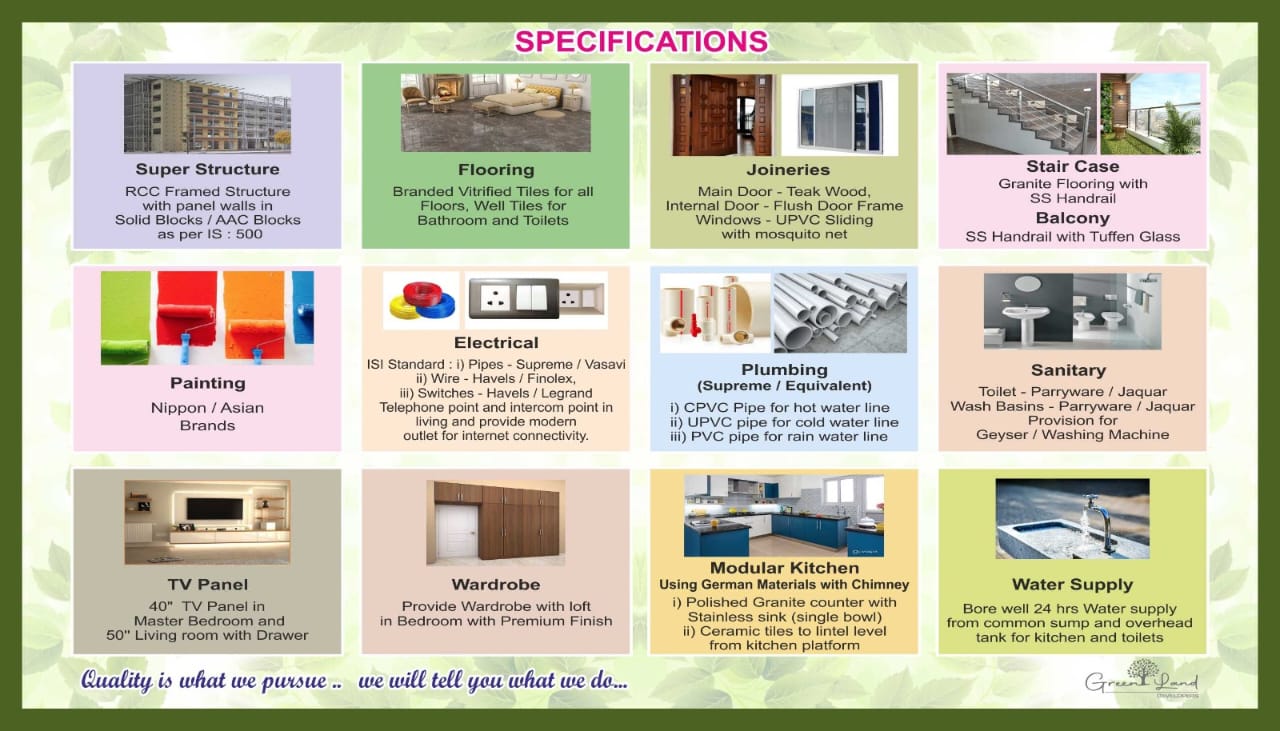 SPECIFICATIONS
Super Structure
RCC Framed Structure
with panel walls in
Solid Blocks / AAC Blocks
as per IS : 500
Flooring
Branded Vitrified Tiles for all
Floors, Well Tiles for
Bathroom and Toilets
Joineries
Main Door - Teak Wood,
Internal Door - Flush Door Frame
Windows - UPVC Sliding
with mosquito net
Stair Case
Granite Flooring with
SS Handrail
Balcony
SS Handrail with Tuffen Glass
Painting
Nippon / Asian
Brands
Electrical
ISI Standard : i) Pipes - Supreme / Vasavi
ii) Wire - Havels / Finolex,
iii) Switches - Havels / Legrand
Telephone point and intercom point in
living and provide modern
outlet for internet connectivity.
Plumbing
(Supreme / Equivalent)
i) CPVC Pipe for hot water line
ii) UPVC pipe for cold water line
iii) PVC pipe for rain water line
Sanitary
Toilet - Parryware / Jaquar
Wash Basins - Parryware / Jaquar
Provision for
Geyser / Washing Machine
TV Panel
40" TV Panel in
Master Bedroom and
50" Living room with Drawer
Wardrobe
Provide Wardrobe with loft
in Bedroom with Premium Finish
Modular Kitchen
Using German Materials with Chimney
i) Polished Granite counter with
Stainless sink (single bowl)
ii) Ceramic tiles to lintel level
from kitchen platform
Water Supply
Bore well 24 hrs Water supply
from common sump and overhead
tank for kitchen and toilets
Quality is what we pursue .. we will tell you what we do...
Green Land
DEVELOPERS